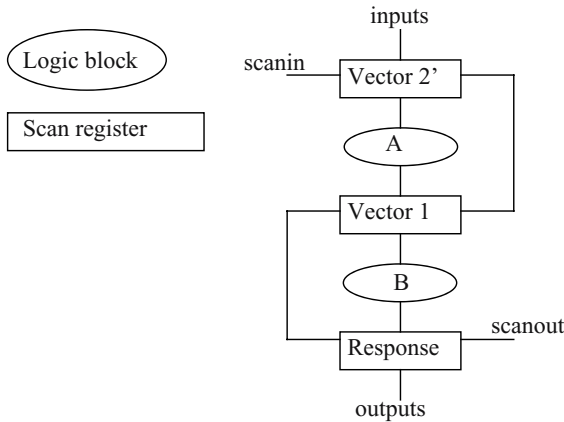 Logic block
Scan register
inputs
scanin
Vector 2’
A
Vector 1
B
scanout
Response
outputs